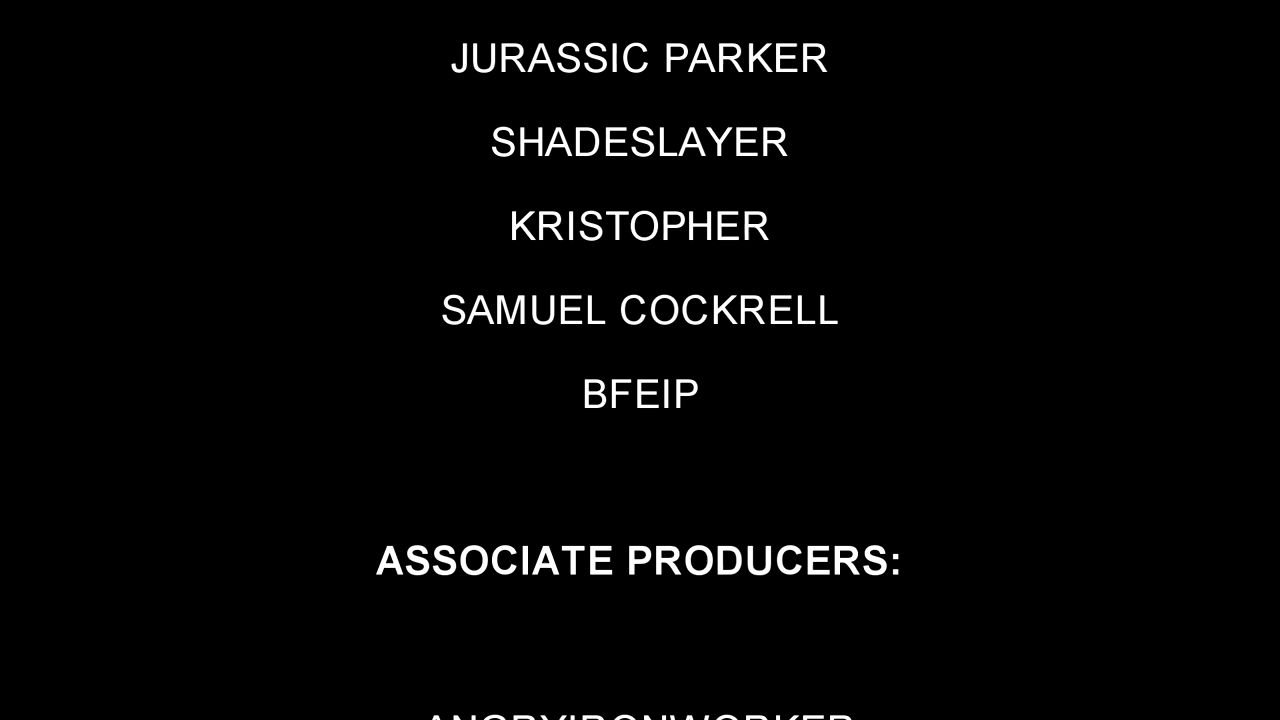 JURASSIC PARKER
SHADESLAYER
KRISTOPHER
SAMUEL COCKRELL
BFEIP
ASSOCIATE PRODUCERS:
ANGRYIRONWORKER